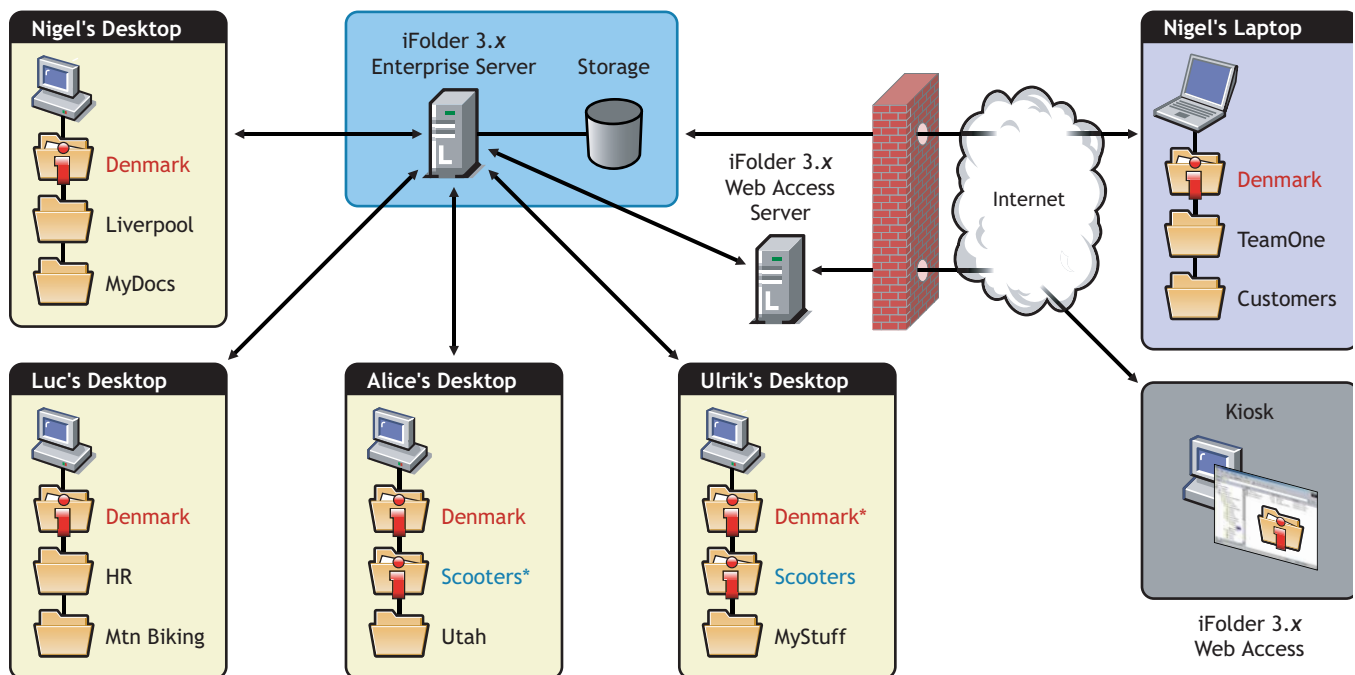 Nigel's Desktop
Denmark
Liverpool
MyDocs
iFolder 3.x
Enterprise Server
Storage
iFolder 3.x
Web Access
Server
Internet
Nigel's Laptop
Denmark
TeamOne
Customers
Luc's Desktop
Denmark
HR
Mtn Biking
Alice's Desktop
Denmark
Scooters*
Utah
Ulrik's Desktop
Denmark*
Scooters
MyStuff
Kiosk
iFolder 3.x
Web Access